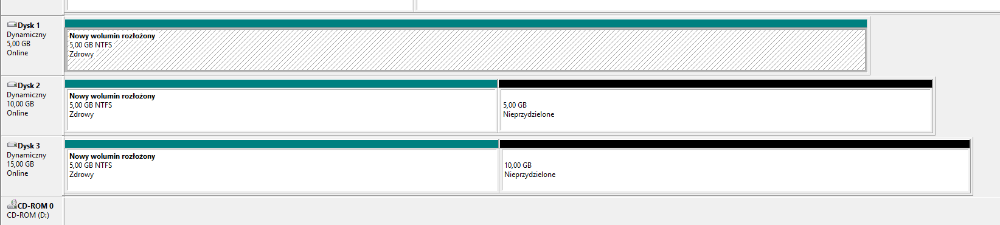 Dysk 1
Dynamiczny
5,00 GB
Online
Nowy wolumin rozłożony
5,00 GB NTFS
Zdrowy
Dysk 2
Dynamiczny
10,00 GB
Online
Nowy wolumin rozłożony
5,00 GB NTFS
Zdrowy
5,00 GB
Nieprzydzielone
Dysk 3
Dynamiczny
15,00 GB
Online
Nowy wolumin rozłożony
5,00 GB NTFS
Zdrowy
10,00 GB
Nieprzydzielone
CD-ROM 0
CD-ROM (D:)